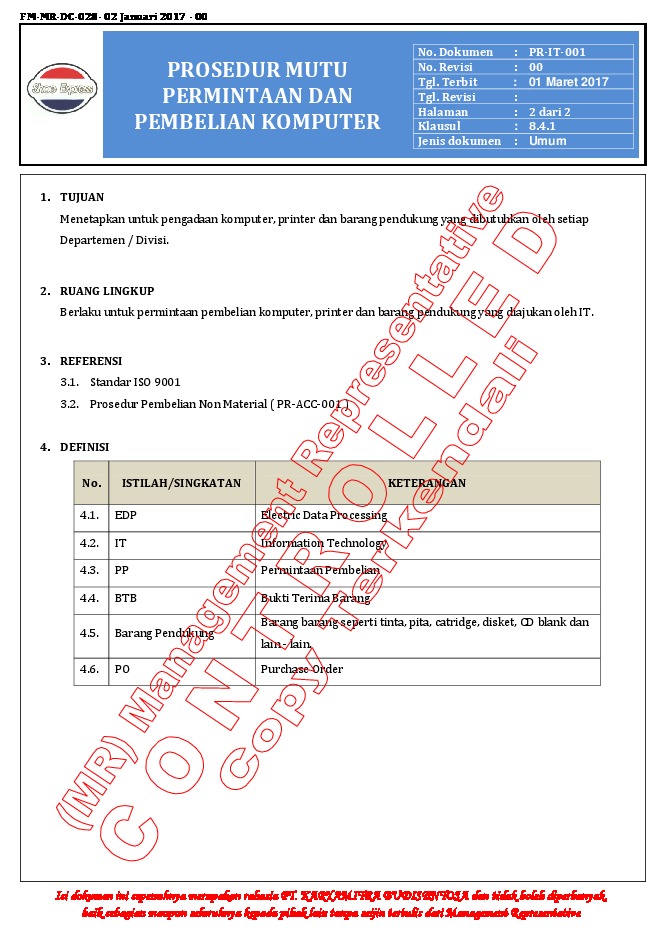 FM-MR-DC-028- 02 Januari 2017 - 00
Shoe Express
PROSEDUR MUTU
PERMINTAAN DAN
PEMBELIAN KOMPUTER
No. Dokumen : PR-IT-001
No. Revisi : 00
Tgl. Terbit : 01 Maret 2017
Tgl. Revisi :
Halaman : 2 dari 2
Klausul : 8.4.1
Jenis dokumen : Umum
1. TUJUAN
Menetapkan untuk pengadaan komputer, printer dan barang pendukung yang dibutuhkan oleh setiap
Departemen / Divisi.
2. RUANG LINGKUP
Berlaku untuk permintaan pembelian komputer, printer dan barang pendukung yang diajukan oleh IT.
3. REFERENSI
3.1. Standar ISO 9001
3.2. Prosedur Pembelian Non Material ( PR-ACC-001 )
4. DEFINISI
No. ISTILAH/SINGKATAN KETERANGAN
4.1. EDP Electric Data Processing
4.2. IT Information Technology
4.3. PP Permintaan Pembelian
4.4. BTB Bukti Terima Barang
4.5. Barang Pendukung Barang barang seperti tinta, pita, catridge, disket, CD blank dan
lain - lain.
4.6. PO Purchase Order
(MR) Management Representative
CONTROLLED
Copy Terkendali
Isi dokumen ini sepenuhnya merupakan rahasia PT. KARYAMITRA BUDISENTOSA dan tidak boleh diperbanyak,
baik sebagian maupun seluruhnya kepada pihak lain tanpa seijin tertulis dari Management Representative